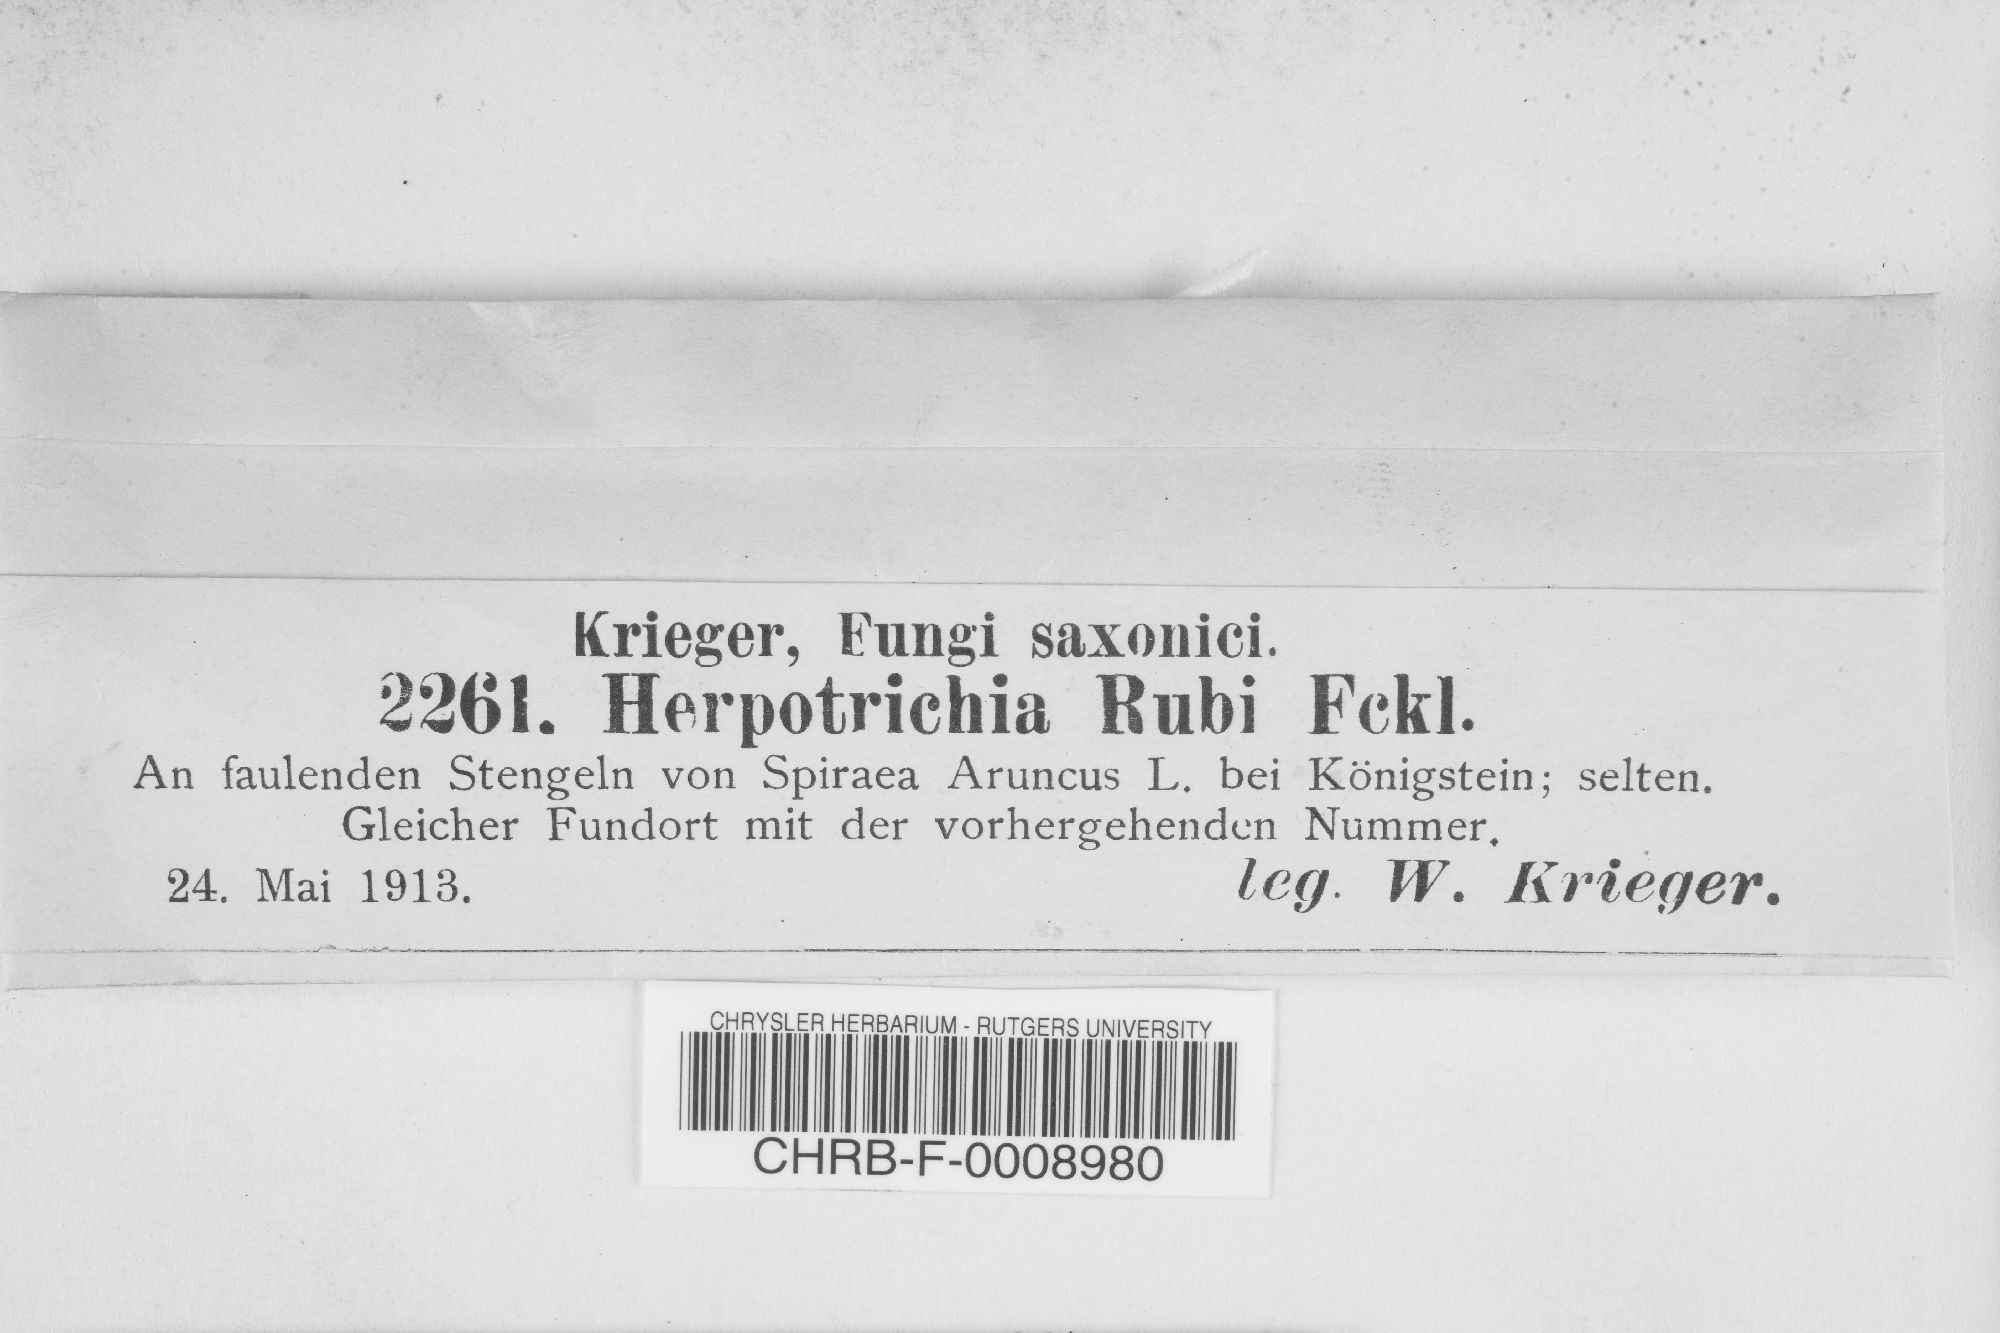 Krieger, Fungi saxonici.
2261. Herpotrichia Rubi Fckl.
An faulenden Stengeln von Spiraea Aruncus L. bei Königstein; selten.
Gleicher Fundort mit der vorhergehenden Nummer.
24. Mai 1913. leg. W. Krieger.
CHRYSLER HERBARIUM - RUTGERS UNIVERSITY
CHRB-F-0008980